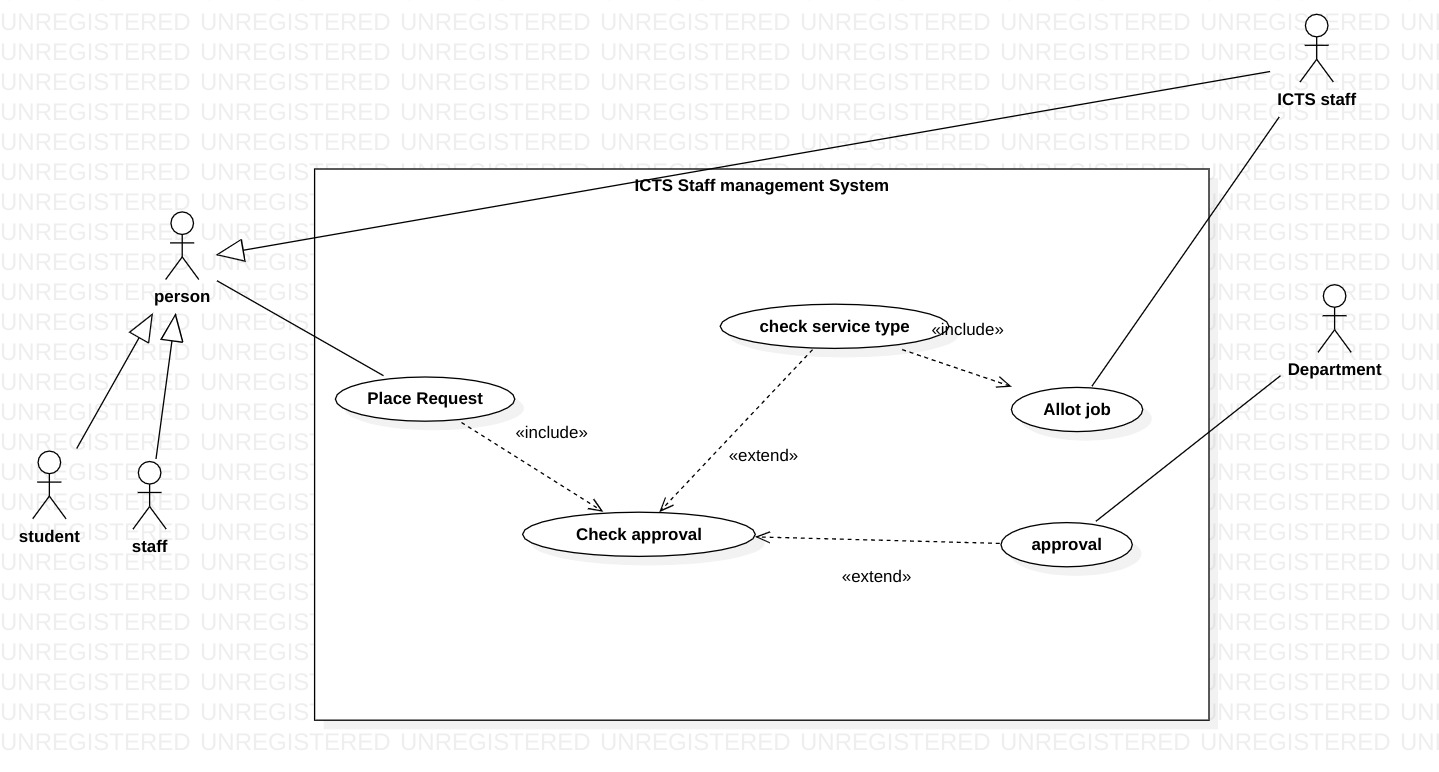 UNREGISTERED UNREGISTERED UNREGISTERED UNREGISTERED UNREGISTERED UNREGISTERED UNREGISTERED UNI
ICTS staff
ICTS Staff management System
person
check service type
«include»
Department
Place Request
Allot job
«include»
«extend»
student
staff
Check approval
approval
«extend»